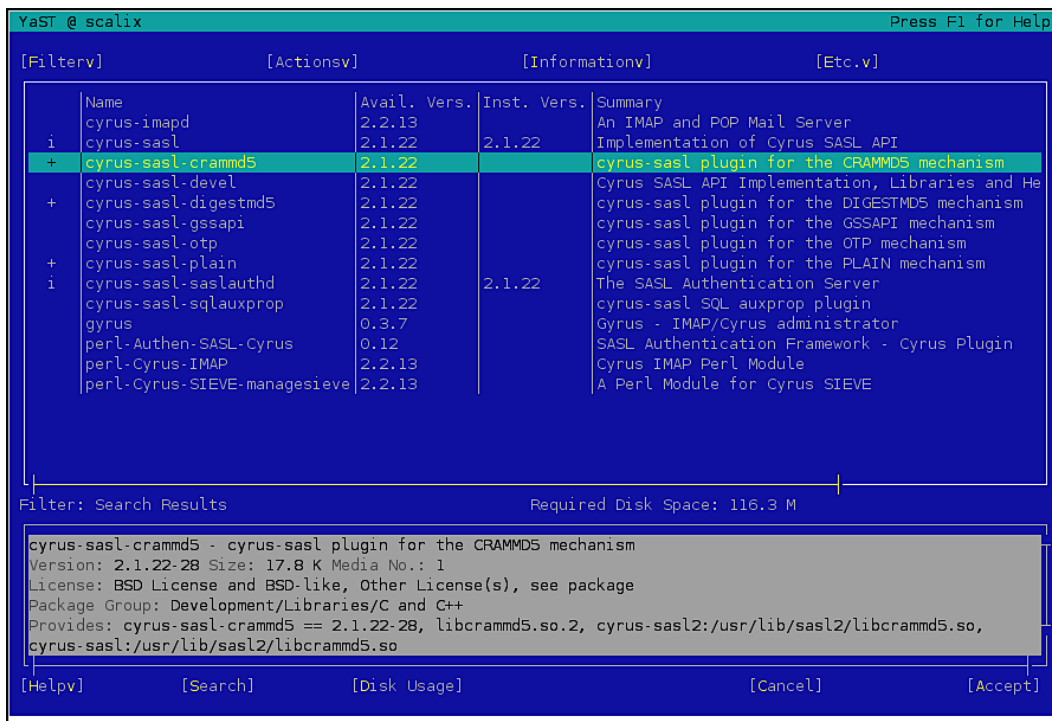 YaST @ scalix Press F1 for Help
[Filterv] [Actionsv] [Informationv] [Etc.v]
Name Avail. Vers. Inst. Vers. Summary
cyrus-imapd 2.2.13 An IMAP and POP Mail Server
i cyrus-sasl 2.1.22 2.1.22 Implementation of Cyrus SASL API
+ cyrus-sasl-crammd5 2.1.22 cyrus-sasl plugin for the CRAMMD5 mechanism
cyrus-sasl-devel 2.1.22 Cyrus SASL API Implementation, Libraries and He
+ cyrus-sasl-digestmd5 2.1.22 cyrus-sasl plugin for the DIGESTMD5 mechanism
cyrus-sasl-gssapi 2.1.22 cyrus-sasl plugin for the GSSAPI mechanism
cyrus-sasl-otp 2.1.22 cyrus-sasl plugin for the OTP mechanism
+ cyrus-sasl-plain 2.1.22 cyrus-sasl plugin for the PLAIN mechanism
i cyrus-sasl-saslauthd 2.1.22 2.1.22 The SASL Authentication Server
cyrus-sasl-sqlauxprop 2.1.22 cyrus-sasl SQL auxprop plugin
gyrus 0.3.7 Gyrus - IMAP/Cyrus administrator
perl-Authen-SASL-Cyrus 0.12 SASL Authentication Framework - Cyrus Plugin
perl-Cyrus-IMAP 2.2.13 Cyrus IMAP Perl Module
perl-Cyrus-SIEVE-managesieve 2.2.13 A Perl Module for Cyrus SIEVE
Filter: Search Results Required Disk Space: 116.3 M
cyrus-sasl-crammd5 - cyrus-sasl plugin for the CRAMMD5 mechanism
Version: 2.1.22-28 Size: 17.8 K Media No.: 1
License: BSD License and BSD-like, Other License(s), see package
Package Group: Development/Libraries/C and C++
Provides: cyrus-sasl-crammd5 == 2.1.22-28, libcrammd5.so.2, cyrus-sasl2:/usr/lib/sasl2/libcrammd5.so,
cyrus-sasl:/usr/lib/sasl2/libcrammd5.so
[Helpv] [Search] [Disk Usage] [Cancel] [Accept]